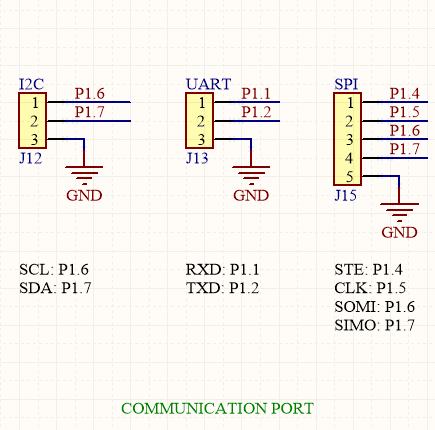 I2C
1 P1.6
2 P1.7
3
J12
GND
SCL: P1.6
SDA: P1.7
UART
1 P1.1
2 P1.2
3
J13
GND
RXD: P1.1
TXD: P1.2
SPI
1 P1.4
2 P1.5
3 P1.6
4 P1.7
5
J15
GND
STE: P1.4
CLK: P1.5
SOMI: P1.6
SIMO: P1.7
COMMUNICATION PORT